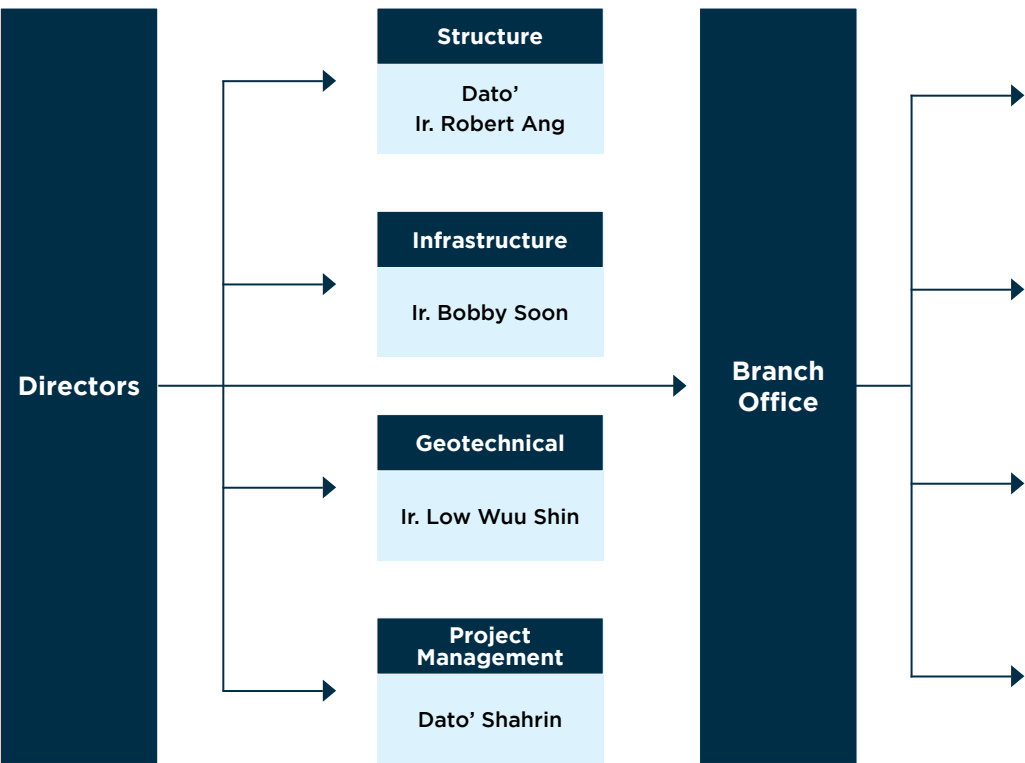 Directors
Structure
Dato’
Ir. Robert Ang
Infrastructure
Ir. Bobby Soon
Geotechnical
Ir. Low Wuu Shin
Project
Management
Dato’ Shahrin
Branch
Office